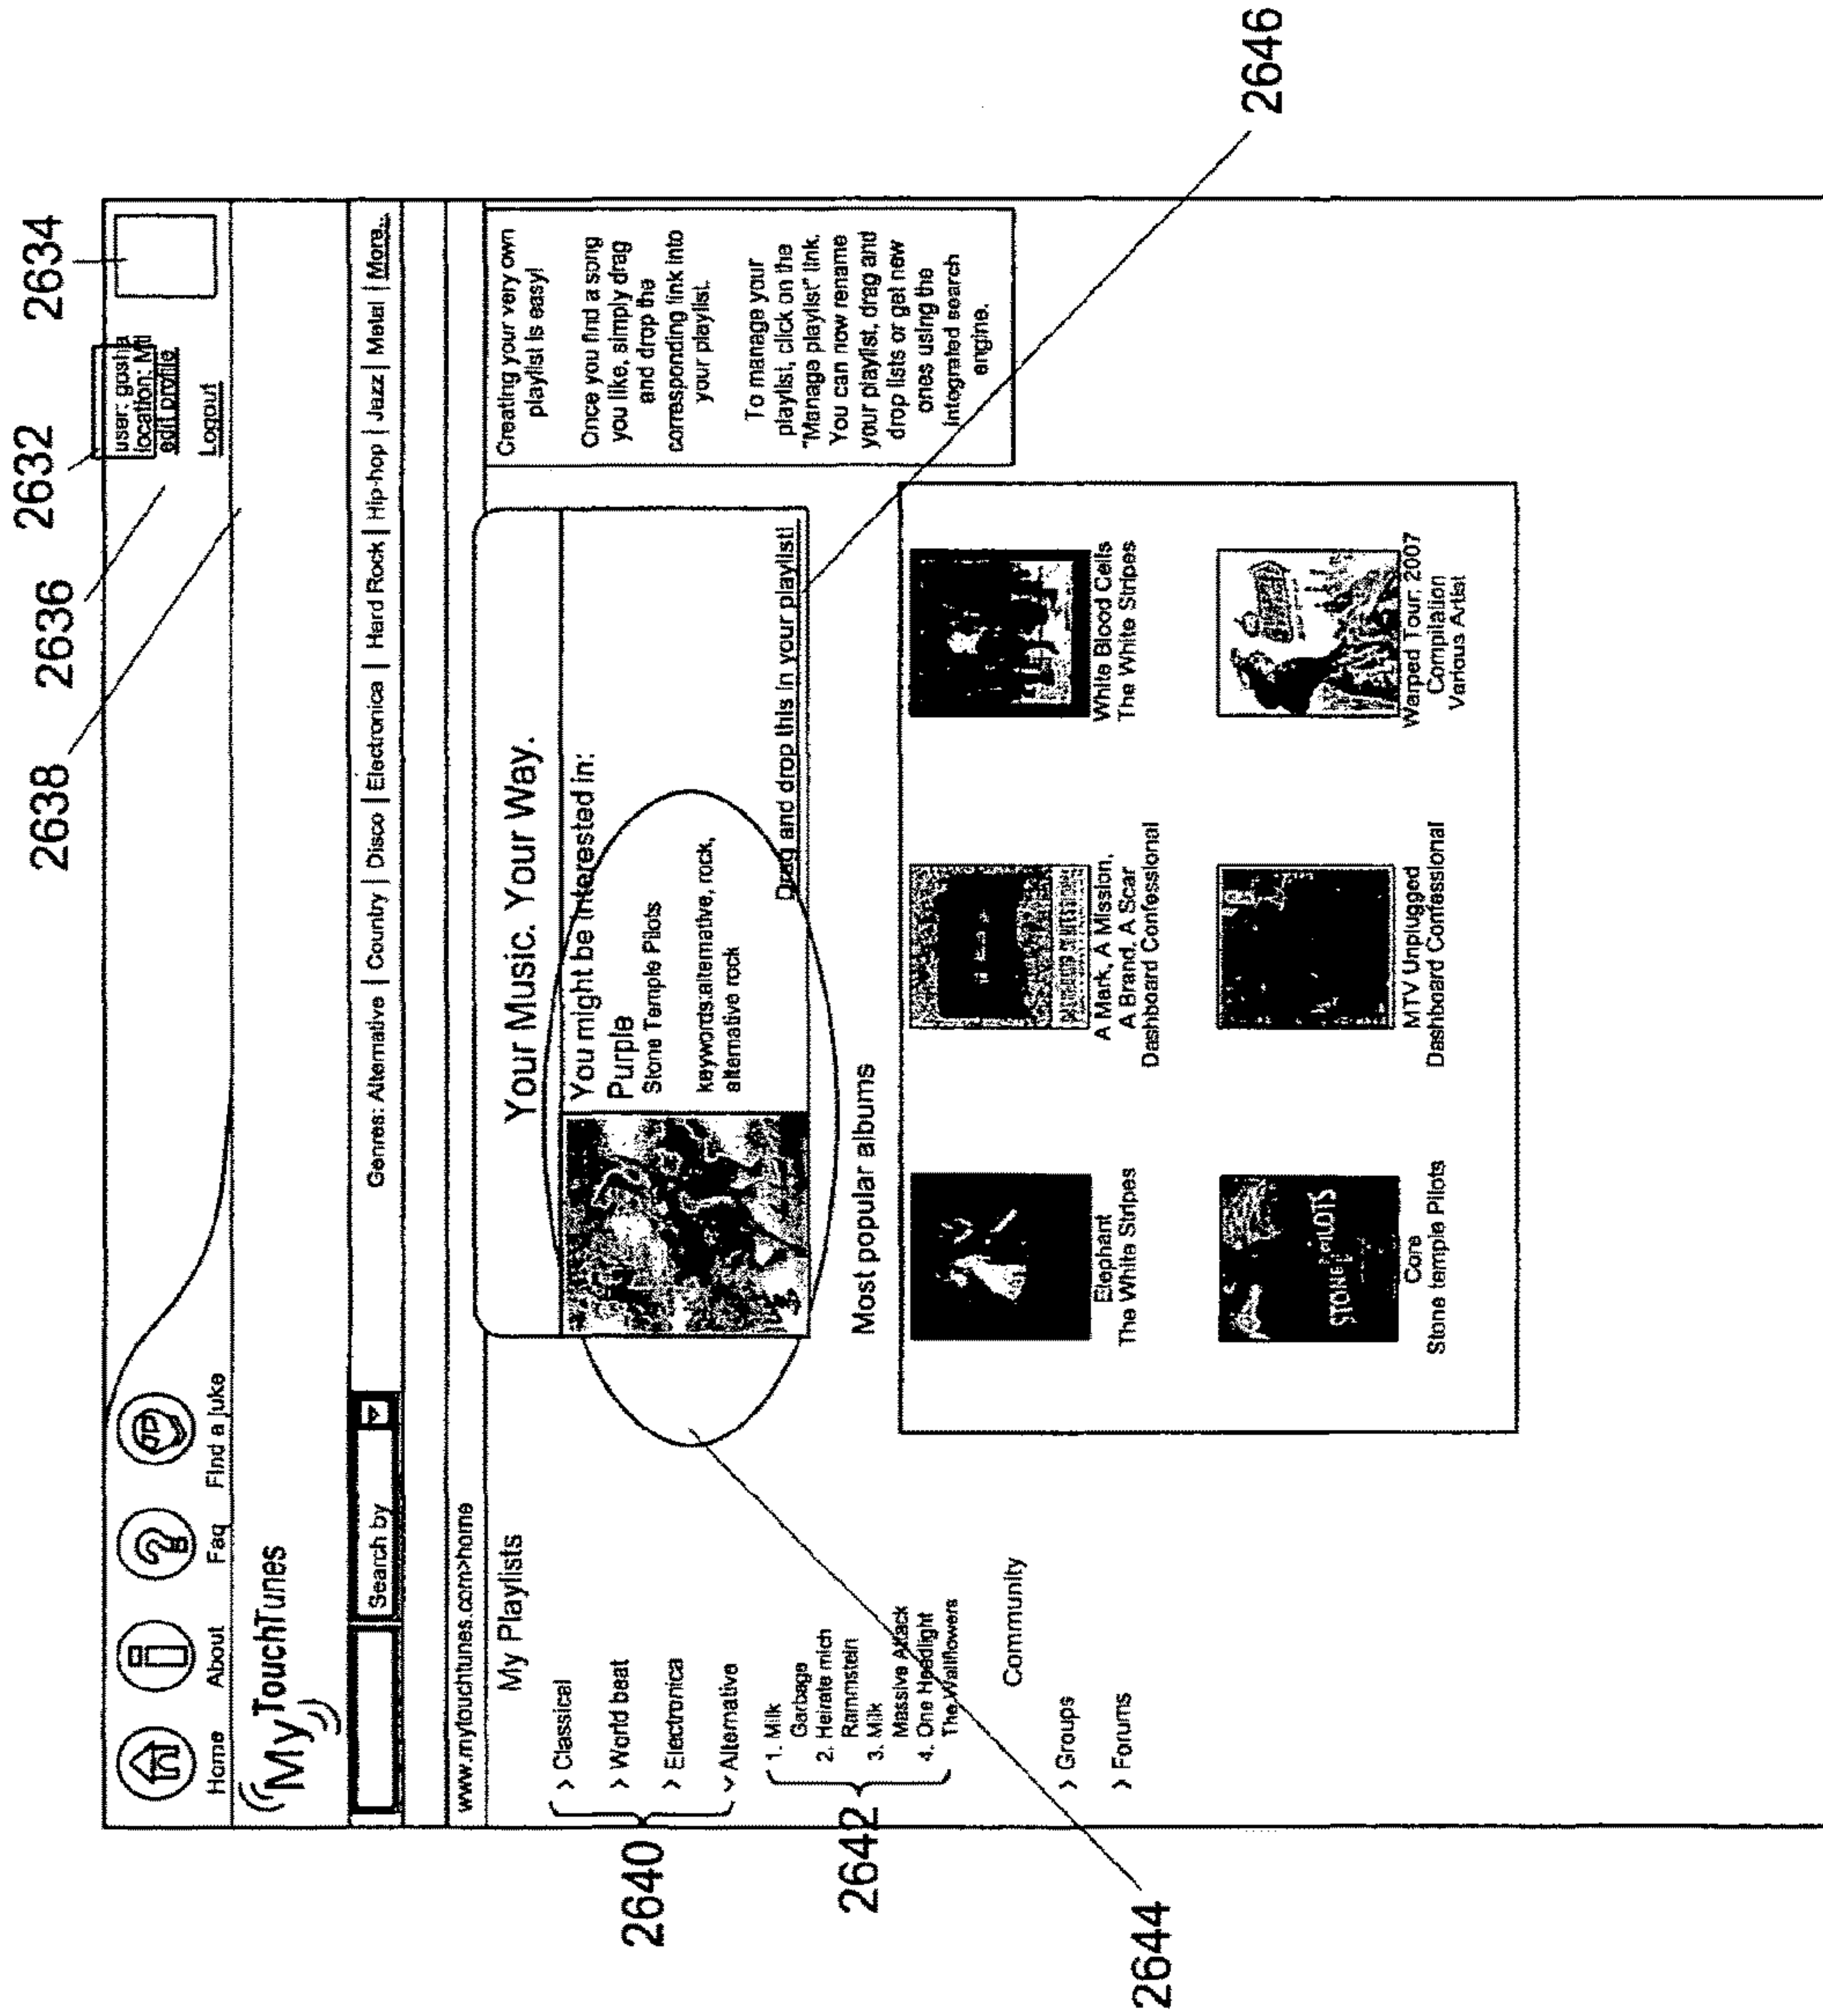 2638
2636
2632
2634
Home
About
Faq
Find a juke
user: gosha
location: Mtl
edit profile
Logout
MyTouchTunes
Search by
Genres: Alternative | Country | Disco | Electronica | Hard Rock | Hip-hop | Jazz | Metal | More..
www.mytouchtunes.com>home
My Playlists
> Classical
> World beat
> Electronica
Alternative
2640
1. Milk
Garbage
2. Heirate mich
Rammstein
3. Milk
Massive Attack
4. One Headlight
The Wallflowers
2642
Community
> Groups
> Forums
2644
Your Music. Your Way.
You might be interested in:
Purple
Stone Temple Pilots
keywords:alternative, rock,
alternative rock
Drag and drop this in your playlist!
Most popular albums
Elephant
The White Stripes
A Mark, A Mission,
A Brand, A Scar
Dashboard Confessional
White Blood Cells
The White Stripes
STONE PILOTS
Core
Stone temple Pilots
MTV Unplugged
Dashboard Confessional
Warped Tour: 2007
Compilation
Various Artist
Creating your very own
playlist is easy!
Once you find a song
you like, simply drag
and drop the
corresponding link into
your playlist.
To manage your
playlist, click on the
"Manage playlist" link.
You can now rename
your playlist, drag and
drop lists or get new
ones using the
integrated search
engine.
2646